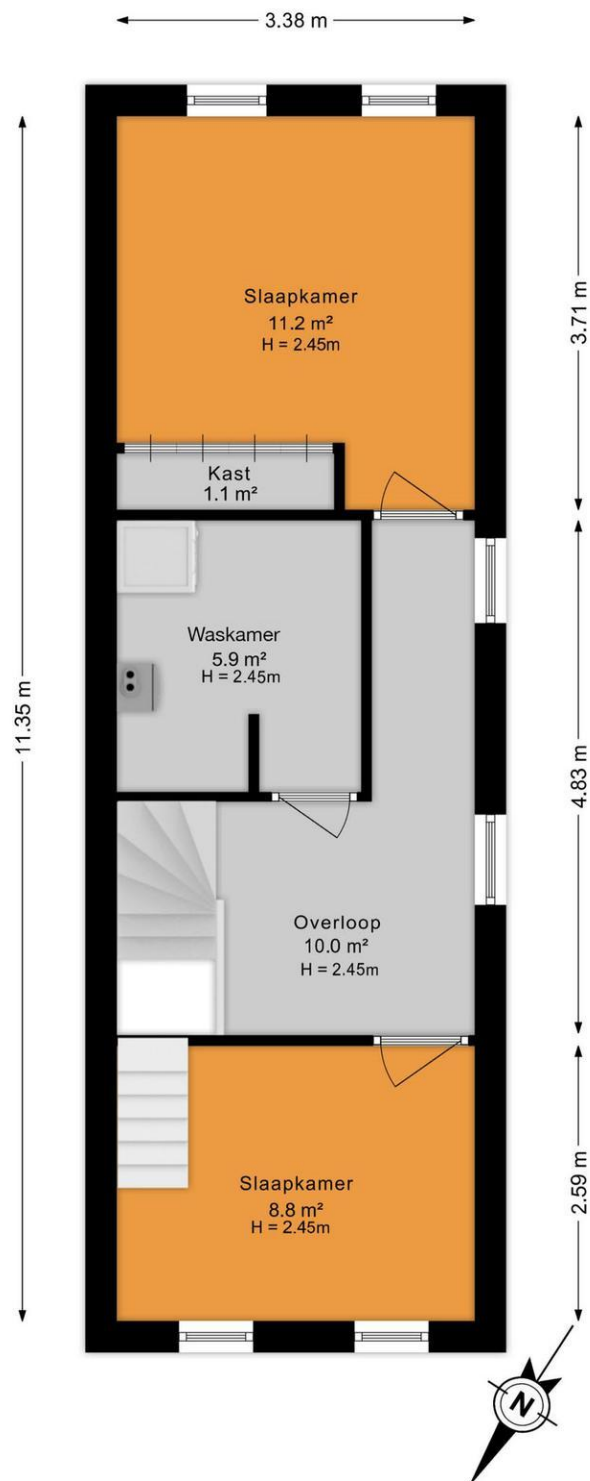 3.38 m
Slaapkamer
11.2 m²
H = 2.45m
3.71 m
Kast
1.1 m²
Waskamer
5.9 m²
H = 2.45m
11.35 m
4.83 m
Overloop
10.0 m²
H = 2.45m
Slaapkamer
8.8 m²
H = 2.45m
2.59 m
N